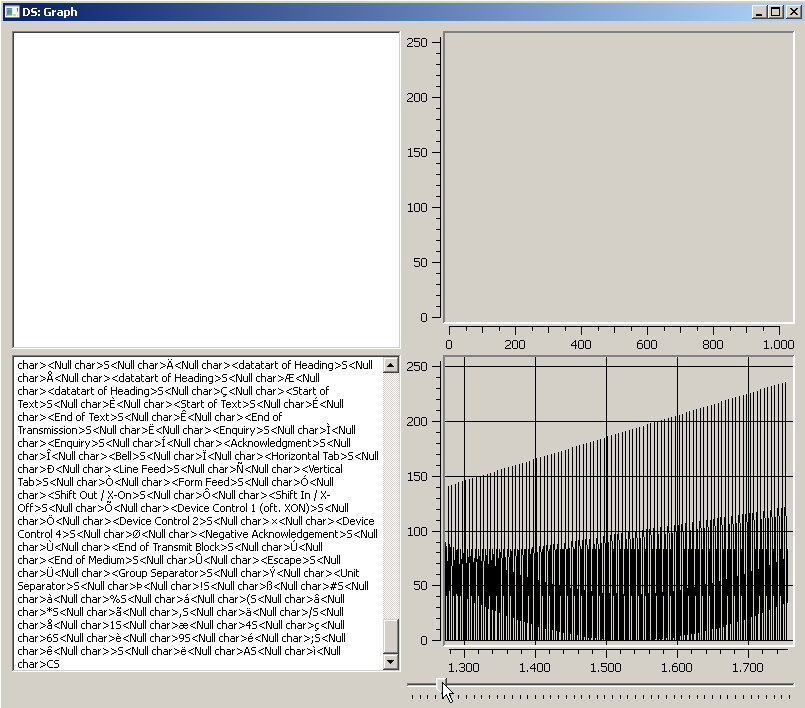 DS: Graph
250
200
150
100
50
0
0 200 400 600 800 1.000
char><Null char>S<Null char>Ä<Null char><datatart of Heading>S<Null
char>Å<Null char><datatart of Heading>S<Null char>Æ<Null
char><datatart of Heading>S<Null char>Ç<Null char><Start of
Text>S<Null char>È<Null char><Start of Text>S<Null char>É<Null
char><End of Text>S<Null char>Ê<Null char><End of
Transmission>S<Null char>Ë<Null char><Enquiry>S<Null char>Ì<Null
char><Enquiry>S<Null char>Í<Null char><Acknowledgment>S<Null
char>Î<Null char><Bell>S<Null char>Ï<Null char><Horizontal Tab>S<Null
char>Ð<Null char><Line Feed>S<Null char>Ñ<Null char><Vertical
Tab>S<Null char>Ò<Null char><Form Feed>S<Null char>Ó<Null
char><Shift Out / X-On>S<Null char>Ô<Null char><Shift In / X-
Off>S<Null char>Õ<Null char><Device Control 1 (oft. XON)>S<Null
char>Ö<Null char><Device Control 2>S<Null char>×<Null char><Device
Control 4>S<Null char>Ø<Null char><Negative Acknowledgement>S<Null
char>Ù<Null char><End of Transmit Block>S<Null char>Ú<Null
char><End of Medium>S<Null char>Û<Null char><Escape>S<Null
char>Ü<Null char><Group Separator>S<Null char>Ý<Null char><Unit
Separator>S<Null char>Þ<Null char>!S<Null char>ß<Null char>#S<Null
char>à<Null char>%S<Null char>á<Null char>(S<Null char>â<Null
char>*S<Null char>ã<Null char>,S<Null char>ä<Null char>/S<Null
char>å<Null char>1S<Null char>æ<Null char>4S<Null char>ç<Null
char>6S<Null char>è<Null char>9S<Null char>é<Null char>;S<Null
char>ê<Null char>>S<Null char>ë<Null char>AS<Null char>ì<Null
char>CS
250
200
150
100
50
0
1.300 1.400 1.500 1.600 1.700